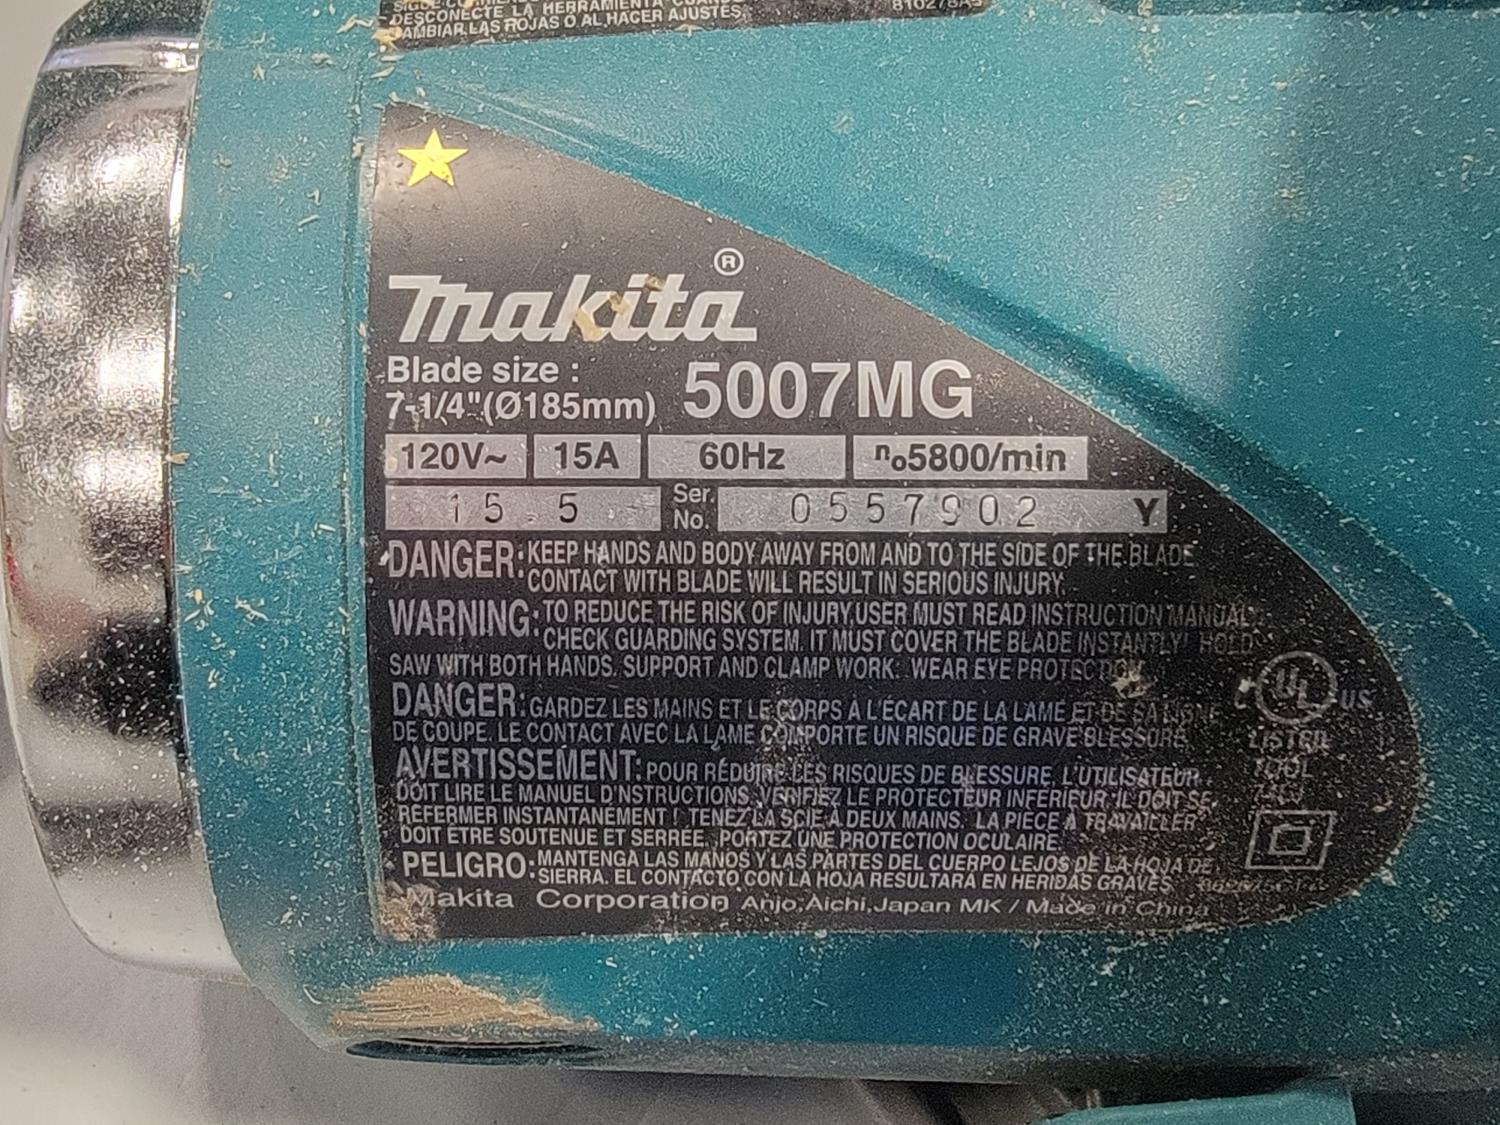 DESCONECTE LA HERRAMIENTA CUANDO
CAMBIAR LAS HOJAS O AL HACER AJUSTES.
Makita®
Blade size :
7-1/4"(Ø185mm) 5007MG
120V~ 15A 60Hz n₀5800/min
15.5 Ser. No. 0557902 Y
DANGER: KEEP HANDS AND BODY AWAY FROM AND TO THE SIDE OF THE BLADE
CONTACT WITH BLADE WILL RESULT IN SERIOUS INJURY.
WARNING: TO REDUCE THE RISK OF INJURY,USER MUST READ INSTRUCTION MANUAL.
CHECK GUARDING SYSTEM. IT MUST COVER THE BLADE INSTANTLY! HOLD
SAW WITH BOTH HANDS. SUPPORT AND CLAMP WORK. WEAR EYE PROTECTION
DANGER: GARDEZ LES MAINS ET LE CORPS À L'ÉCART DE LA LAME ET DE SA LIGNE
DE COUPE. LE CONTACT AVEC LA LAME COMPORTE UN RISQUE DE GRAVE BLESSURE.
AVERTISSEMENT: POUR RÉDUIRE LES RISQUES DE BLESSURE, L'UTILISATEUR
DOIT LIRE LE MANUEL D'INSTRUCTIONS. VÉRIFIEZ LE PROTECTEUR INFÉRIEUR. IL DOIT SE
REFERMER INSTANTANÉMENT! TENEZ LA SCIE À DEUX MAINS. LA PIÈCE À TRAVAILLER
DOIT ÊTRE SOUTENUE ET SERRÉE. PORTEZ UNE PROTECTION OCULAIRE.
PELIGRO: MANTENGA LAS MANOS Y LAS PARTES DEL CUERPO LEJOS DE LA HOJA DE
SIERRA. EL CONTACTO CON LA HOJA RESULTARA EN HERIDAS GRAVES
Makita Corporation Anjo,Aichi,Japan MK / Made in China
C UL US
LISTED
TOOL